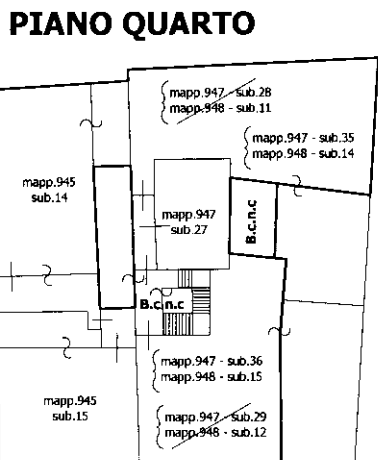 PIANO QUARTO
mapp.947 - sub.28
mapp.948 - sub.11
mapp.947 - sub.35
mapp.948 - sub.14
mapp.945
sub.14
mapp.947
sub.27
B.c.n.c
B.c.n.c
mapp.947 - sub.36
mapp.948 - sub.15
mapp.945
sub.15
mapp.947 - sub.29
mapp.948 - sub.12